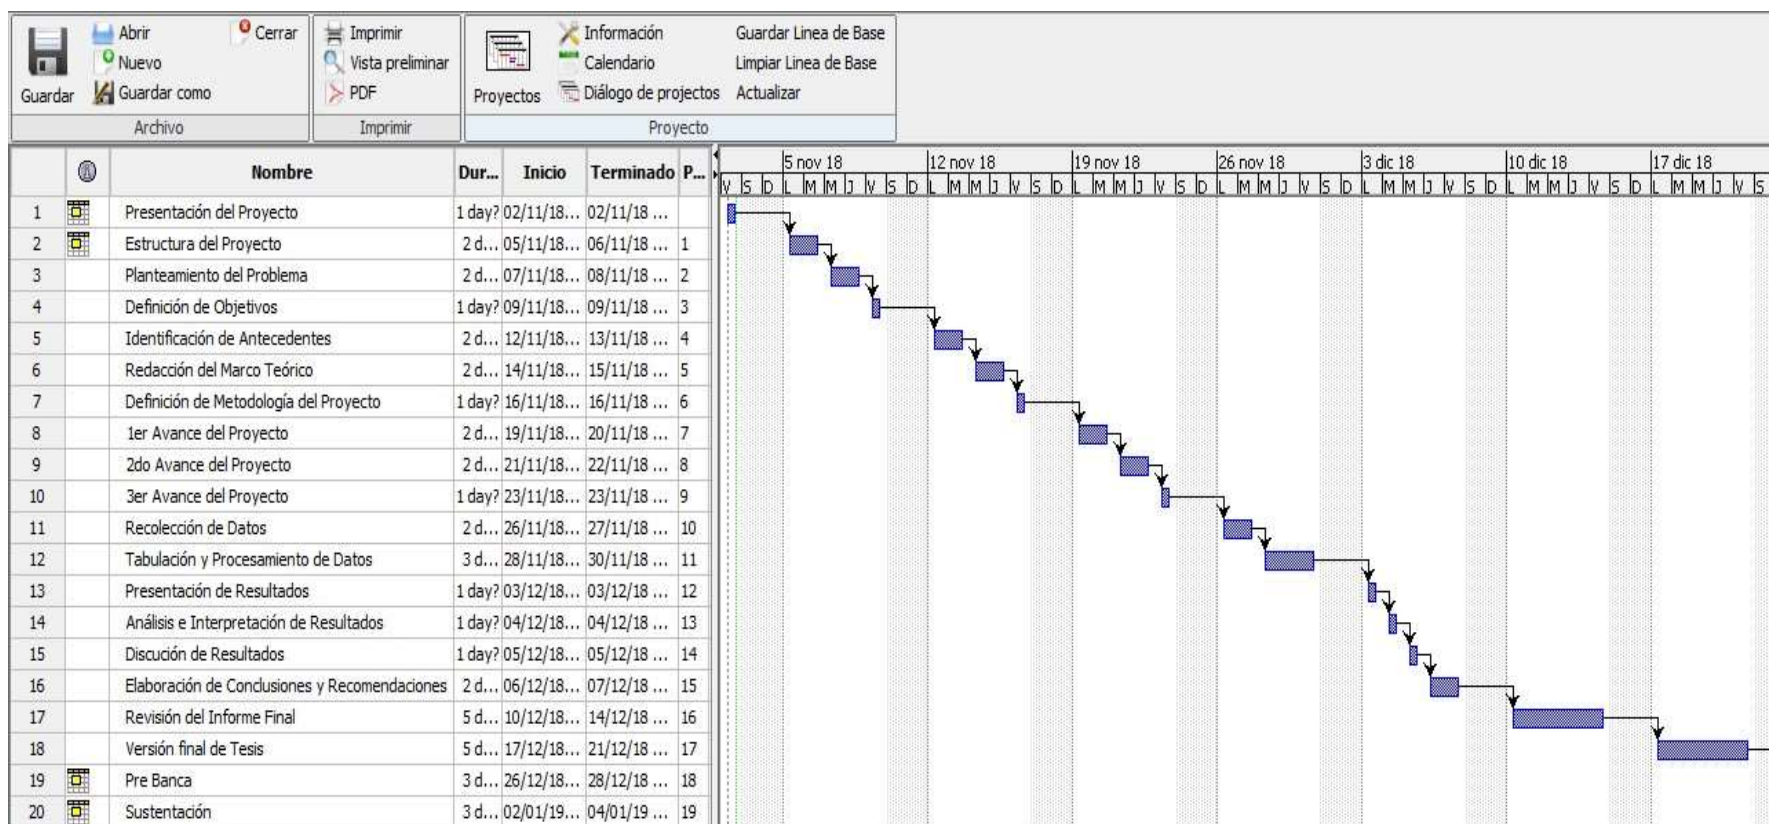 Guardar
Abrir
Nuevo
Guardar como
Cerrar
Archivo
Imprimir
Vista preliminar
PDF
Imprimir
Proyectos
Información
Calendario
Diálogo de projectos
Guardar Linea de Base
Limpiar Linea de Base
Actualizar
Proyecto
Nombre Dur... Inicio Terminado P...
5 nov 18 12 nov 18 19 nov 18 26 nov 18 3 dic 18 10 dic 18 17 dic 18
V S D L M M J V S D L M M J V S D L M M J V S D L M M J V S D L M M J V S D L M M J V S D L M M J V S
1 Presentación del Proyecto 1 day? 02/11/18... 02/11/18 ...
2 Estructura del Proyecto 2 d... 05/11/18... 06/11/18 ... 1
3 Planteamiento del Problema 2 d... 07/11/18... 08/11/18 ... 2
4 Definición de Objetivos 1 day? 09/11/18... 09/11/18 ... 3
5 Identificación de Antecedentes 2 d... 12/11/18... 13/11/18 ... 4
6 Redacción del Marco Teórico 2 d... 14/11/18... 15/11/18 ... 5
7 Definición de Metodología del Proyecto 1 day? 16/11/18... 16/11/18 ... 6
8 1er Avance del Proyecto 2 d... 19/11/18... 20/11/18 ... 7
9 2do Avance del Proyecto 2 d... 21/11/18... 22/11/18 ... 8
10 3er Avance del Proyecto 1 day? 23/11/18... 23/11/18 ... 9
11 Recolección de Datos 2 d... 26/11/18... 27/11/18 ... 10
12 Tabulación y Procesamiento de Datos 3 d... 28/11/18... 30/11/18 ... 11
13 Presentación de Resultados 1 day? 03/12/18... 03/12/18 ... 12
14 Análisis e Interpretación de Resultados 1 day? 04/12/18... 04/12/18 ... 13
15 Discución de Resultados 1 day? 05/12/18... 05/12/18 ... 14
16 Elaboración de Conclusiones y Recomendaciones 2 d... 06/12/18... 07/12/18 ... 15
17 Revisión del Informe Final 5 d... 10/12/18... 14/12/18 ... 16
18 Versión final de Tesis 5 d... 17/12/18... 21/12/18 ... 17
19 Pre Banca 3 d... 26/12/18... 28/12/18 ... 18
20 Sustentación 3 d... 02/01/19... 04/01/19 ... 19